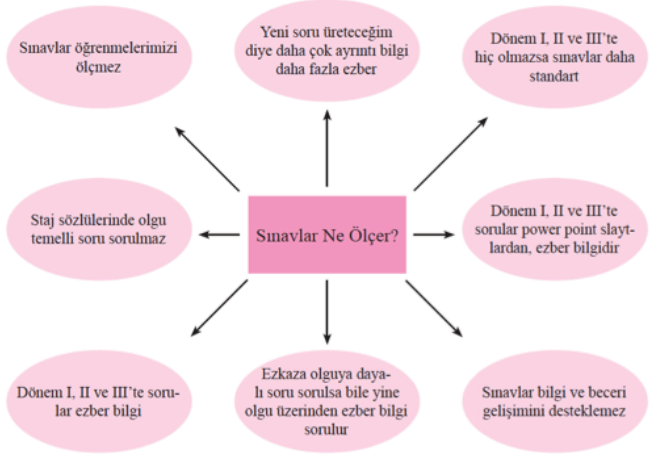 Sınavlar öğrenmelerimizi
ölçmez
Yeni soru üreteceğim
diye daha çok ayrıntı bilgi
daha fazla ezber
Dönem I, II ve III’te
hiç olmazsa sınavlar daha
standart
Staj sözlülerinde olgu
temelli soru sorulmaz
Sınavlar Ne Ölçer?
Dönem I, II ve III’te
sorular power point slayt-
lardan, ezber bilgidir
Dönem I, II ve III’te soru-
lar ezber bilgi
Ezkaza olguya daya-
lı soru sorulsa bile yine
olgu üzerinden ezber bilgi
sorulur
Sınavlar bilgi ve beceri
gelişimini desteklemez